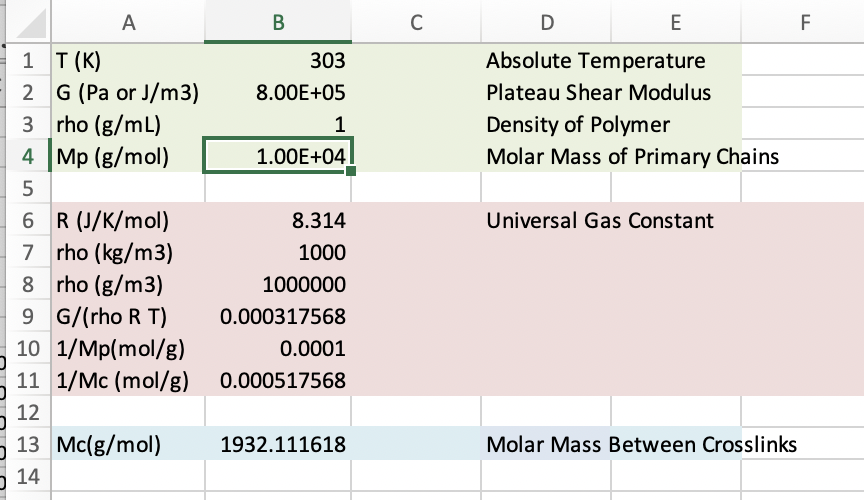 A B C D E F
1 T (K) 303 Absolute Temperature
2 G (Pa or J/m3) 8.00E+05 Plateau Shear Modulus
3 rho (g/mL) 1 Density of Polymer
4 Mp (g/mol) 1.00E+04 Molar Mass of Primary Chains
5
6 R (J/K/mol) 8.314 Universal Gas Constant
7 rho (kg/m3) 1000
8 rho (g/m3) 1000000
9 G/(rho R T) 0.000317568
10 1/Mp(mol/g) 0.0001
11 1/Mc (mol/g) 0.000517568
12
13 Mc(g/mol) 1932.111618 Molar Mass Between Crosslinks
14